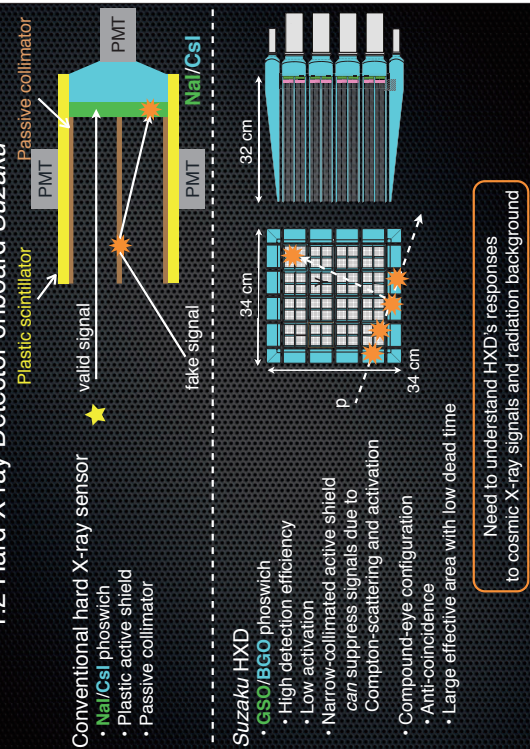 1.2 Hard X-ray Detector onboard Suzaku
Conventional hard X-ray sensor
• NaI/CsI phoswich
• Plastic active shield
• Passive collimator
Plastic scintillator
Passive collimator
PMT
PMT
PMT
valid signal
fake signal
NaI/CsI
Suzaku HXD
• GSO/BGO phoswich
• High detection efficiency
• Low activation
• Narrow-collimated active shield
can suppress signals due to
Compton-scattering and activation
• Compound-eye configuration
• Anti-coincidence
• Large effective area with low dead time
p
γ
34 cm
34 cm
32 cm
Need to understand HXD's responses
to cosmic X-ray signals and radiation background